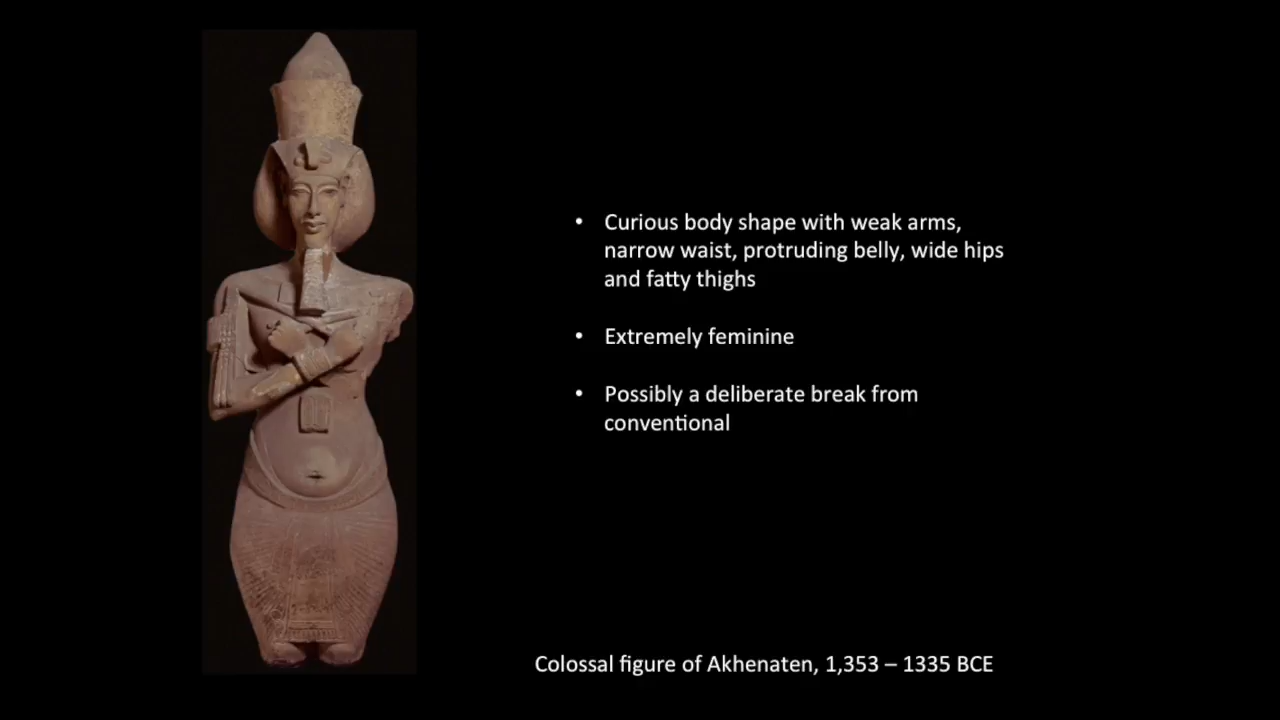 • Curious body shape with weak arms,
narrow waist, protruding belly, wide hips
and fatty thighs
• Extremely feminine
• Possibly a deliberate break from
conventional
Colossal figure of Akhenaten, 1,353 – 1335 BCE